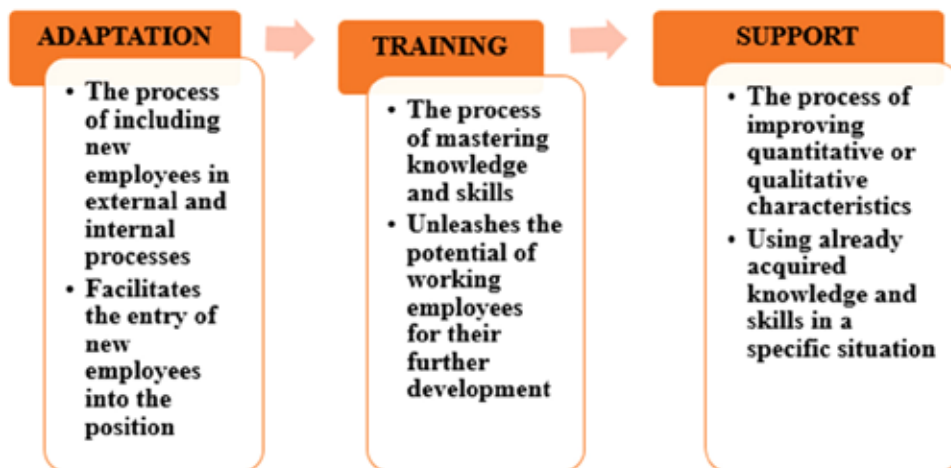 ADAPTATION
• The process
of including
new
employees in
external and
internal
processes
• Facilitates
the entry of
new
employees
into the
position
TRAINING
• The process
of mastering
knowledge
and skills
• Unleashes the
potential of
working
employees
for their
further
development
SUPPORT
• The process of
improving
quantitative or
qualitative
characteristics
• Using already
acquired
knowledge and
skills in a
specific situation